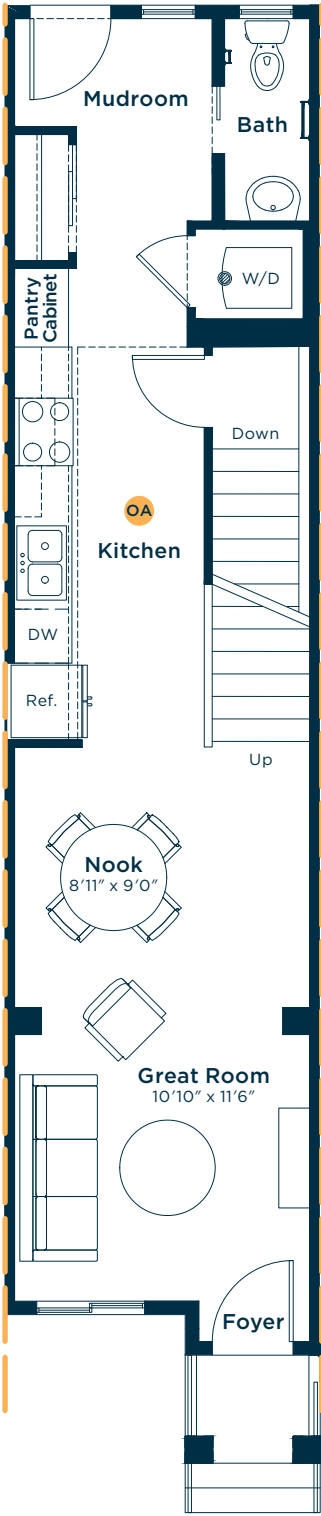 Mudroom
Bath
W/D
Pantry
Cabinet
Down
OA
Kitchen
DW
Ref.
Up
Nook
8'11" x 9'0"
Great Room
10'10" x 11'6"
Foyer